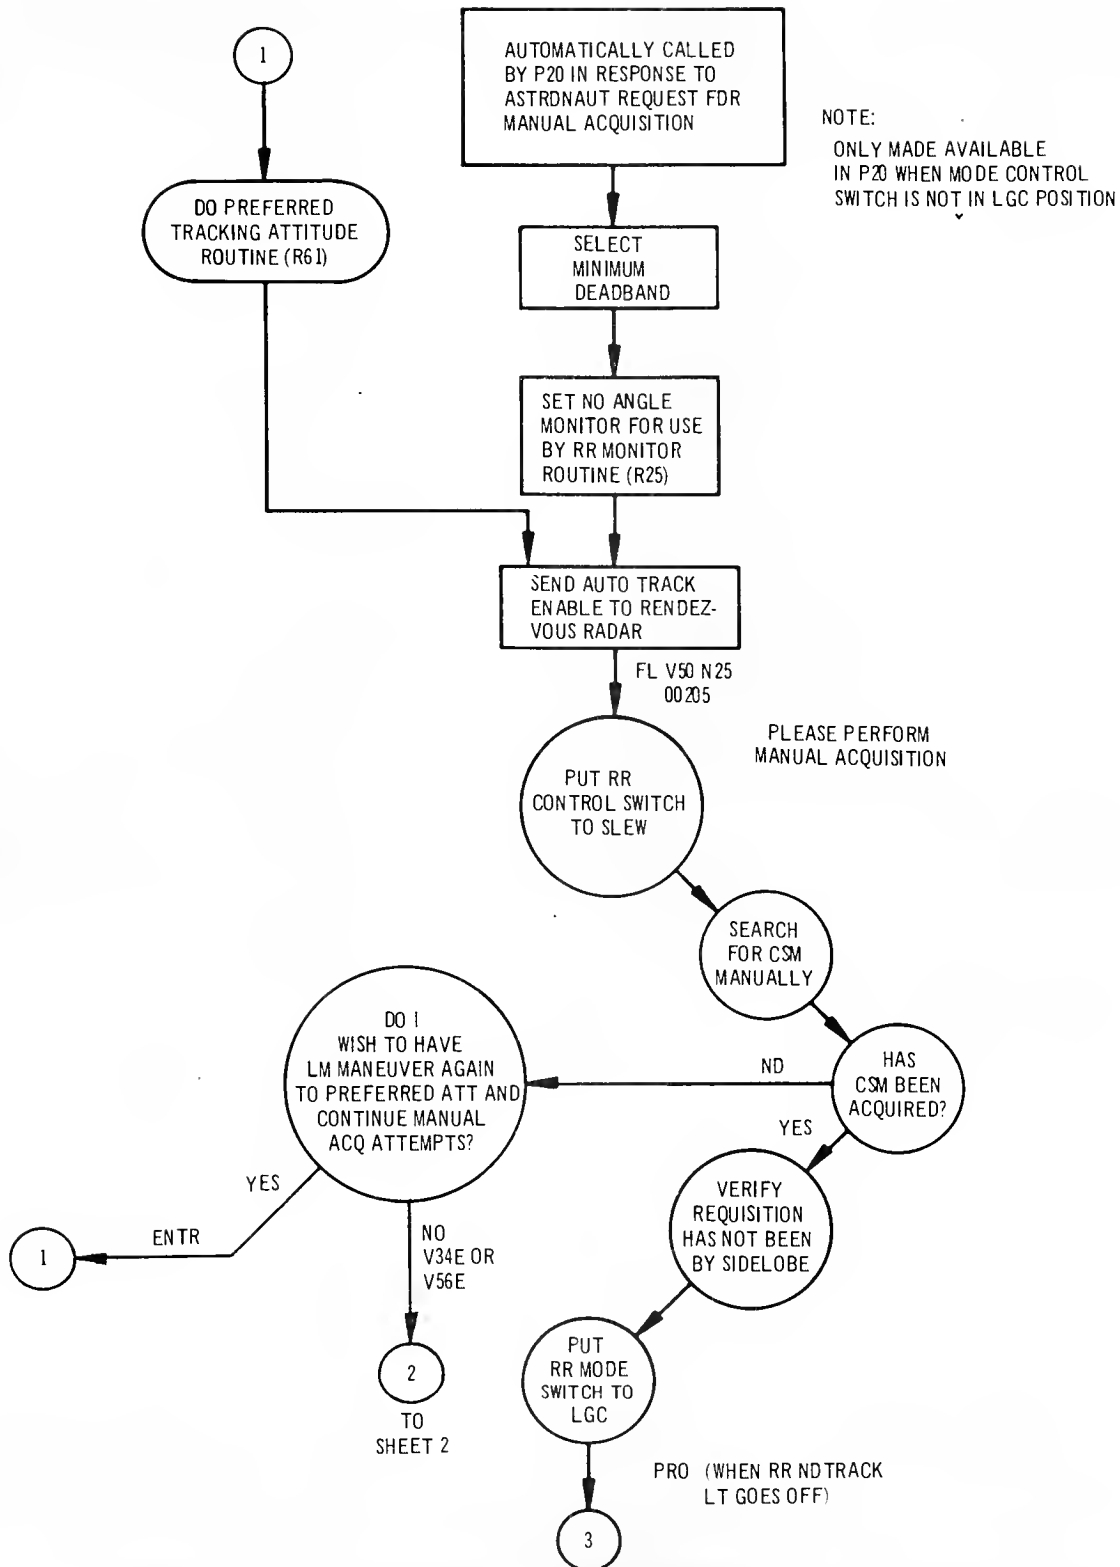 1
AUTOMATICALLY CALLED
BY P20 IN RESPONSE TO
ASTRDNAUT REQUEST FDR
MANUAL ACQUISITION
NOTE:
ONLY MADE AVAILABLE
IN P20 WHEN MODE CONTROL
SWITCH IS NOT IN LGC POSITION
DO PREFERRED
TRACKING ATTITUDE
ROUTINE (R61)
SELECT
MINIMUM
DEADBAND
SET NO ANGLE
MONITOR FOR USE
BY RR MONITOR
ROUTINE (R25)
SEND AUTO TRACK
ENABLE TO RENDEZ-
VOUS RADAR
FL V50 N25
00205
PLEASE PERFORM
MANUAL ACQUISITION
PUT RR
CONTROL SWITCH
TO SLEW
SEARCH
FOR CSM
MANUALLY
HAS
CSM BEEN
ACQUIRED?
ND
YES
DO I
WISH TO HAVE
LM MANEUVER AGAIN
TO PREFERRED ATT AND
CONTINUE MANUAL
ACQ ATTEMPTS?
YES
ENTR
1
NO
V34E OR
V56E
2
TO
SHEET 2
VERIFY
REQUISITION
HAS NOT BEEN
BY SIDELOBE
PUT
RR MODE
SWITCH TO
LGC
PRO (WHEN RR NDTRACK
LT GOES OFF)
3